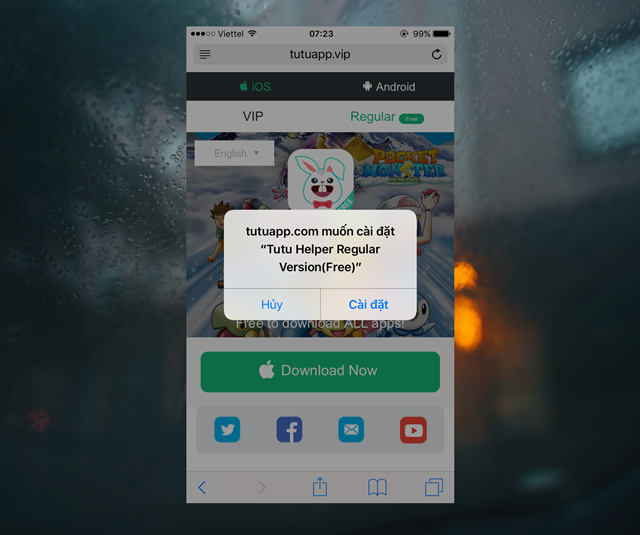 Viettel 07:23 99%
tutuapp.vip
iOS Android
VIP Regular Free
English
POCKET
MONSTER
FREE
tutuapp.com muốn cài đặt
"Tutu Helper Regular
Version(Free)"
Hủy Cài đặt
Free to download ALL apps!
Download Now